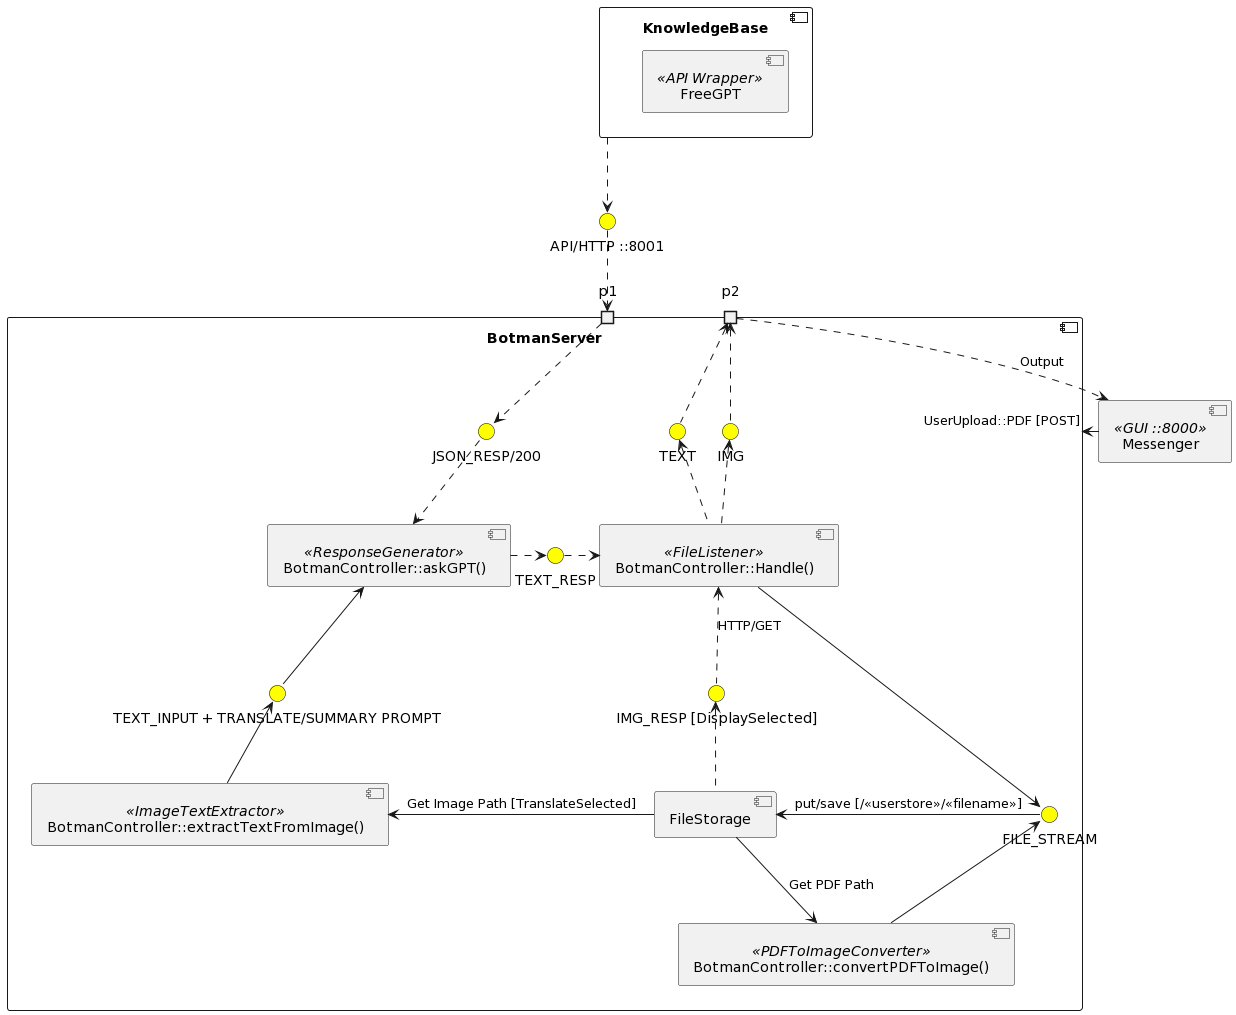 KnowledgeBase
«API Wrapper»
FreeGPT
API/HTTP ::8001
p1
p2
BotmanServer
Output
UserUpload::PDF [POST]
«GUI ::8000»
Messenger
JSON_RESP/200
TEXT
IMG
«ResponseGenerator»
BotmanController::askGPT()
TEXT_RESP
«FileListener»
BotmanController::Handle()
HTTP/GET
TEXT_INPUT + TRANSLATE/SUMMARY PROMPT
IMG_RESP [DisplaySelected]
«ImageTextExtractor»
BotmanController::extractTextFromImage()
Get Image Path [TranslateSelected]
FileStorage
put/save [/«userstore»/«filename»]
FILE_STREAM
Get PDF Path
«PDFToImageConverter»
BotmanController::convertPDFToImage()